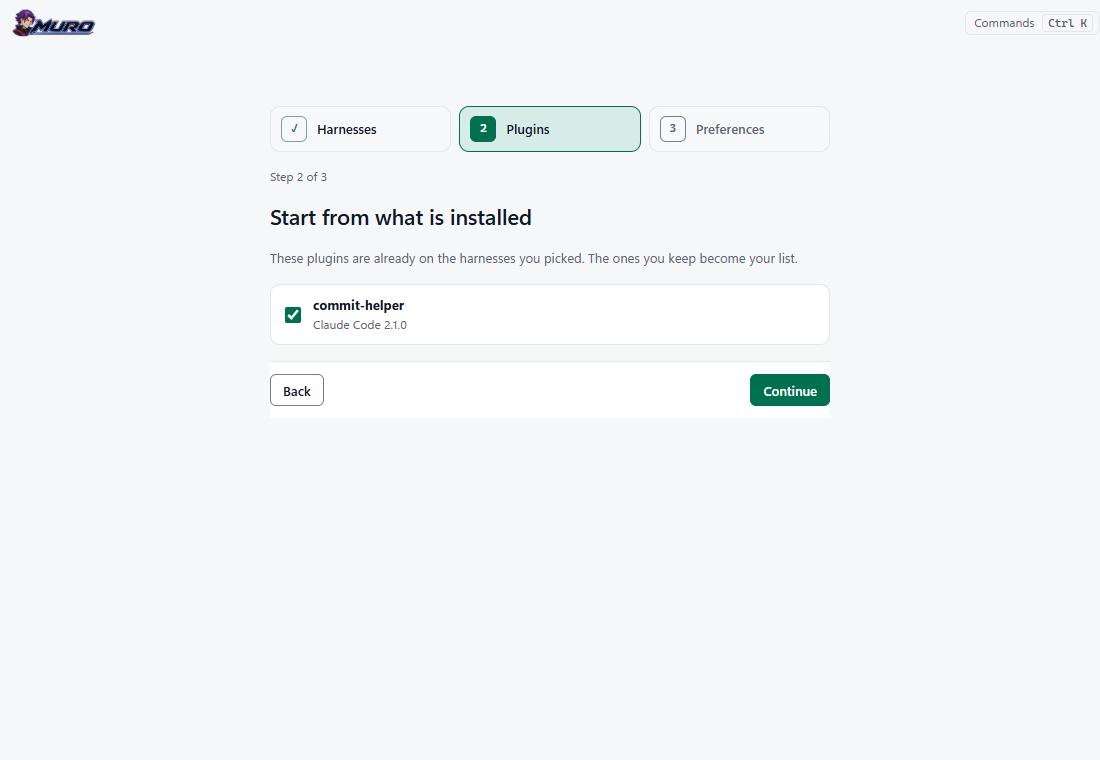 MURO
Commands Ctrl K
✓ Harnesses
2 Plugins
3 Preferences
Step 2 of 3
Start from what is installed
These plugins are already on the harnesses you picked. The ones you keep become your list.
commit-helper
Claude Code 2.1.0
Back
Continue